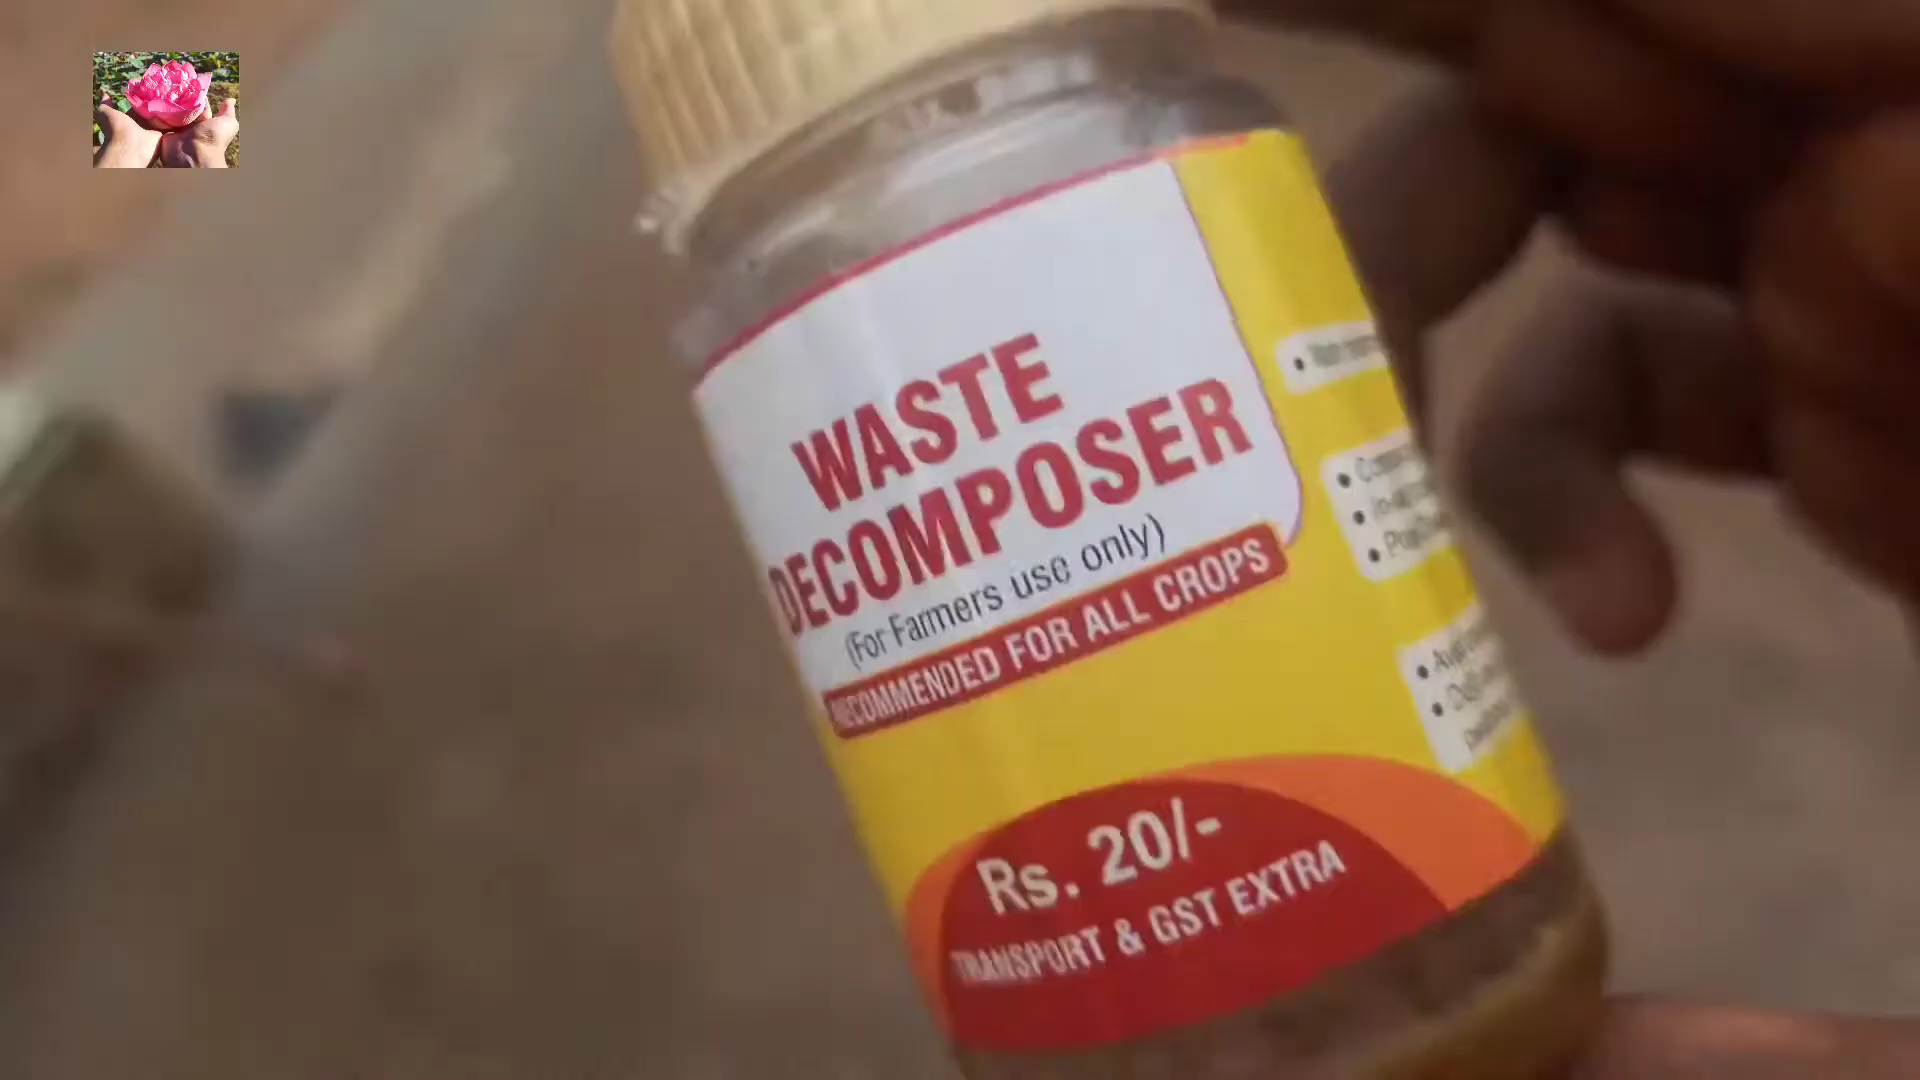 WASTE
DECOMPOSER
(For Farmers use only)
RECOMMENDED FOR ALL CROPS
Rs. 20/-
TRANSPORT & GST EXTRA